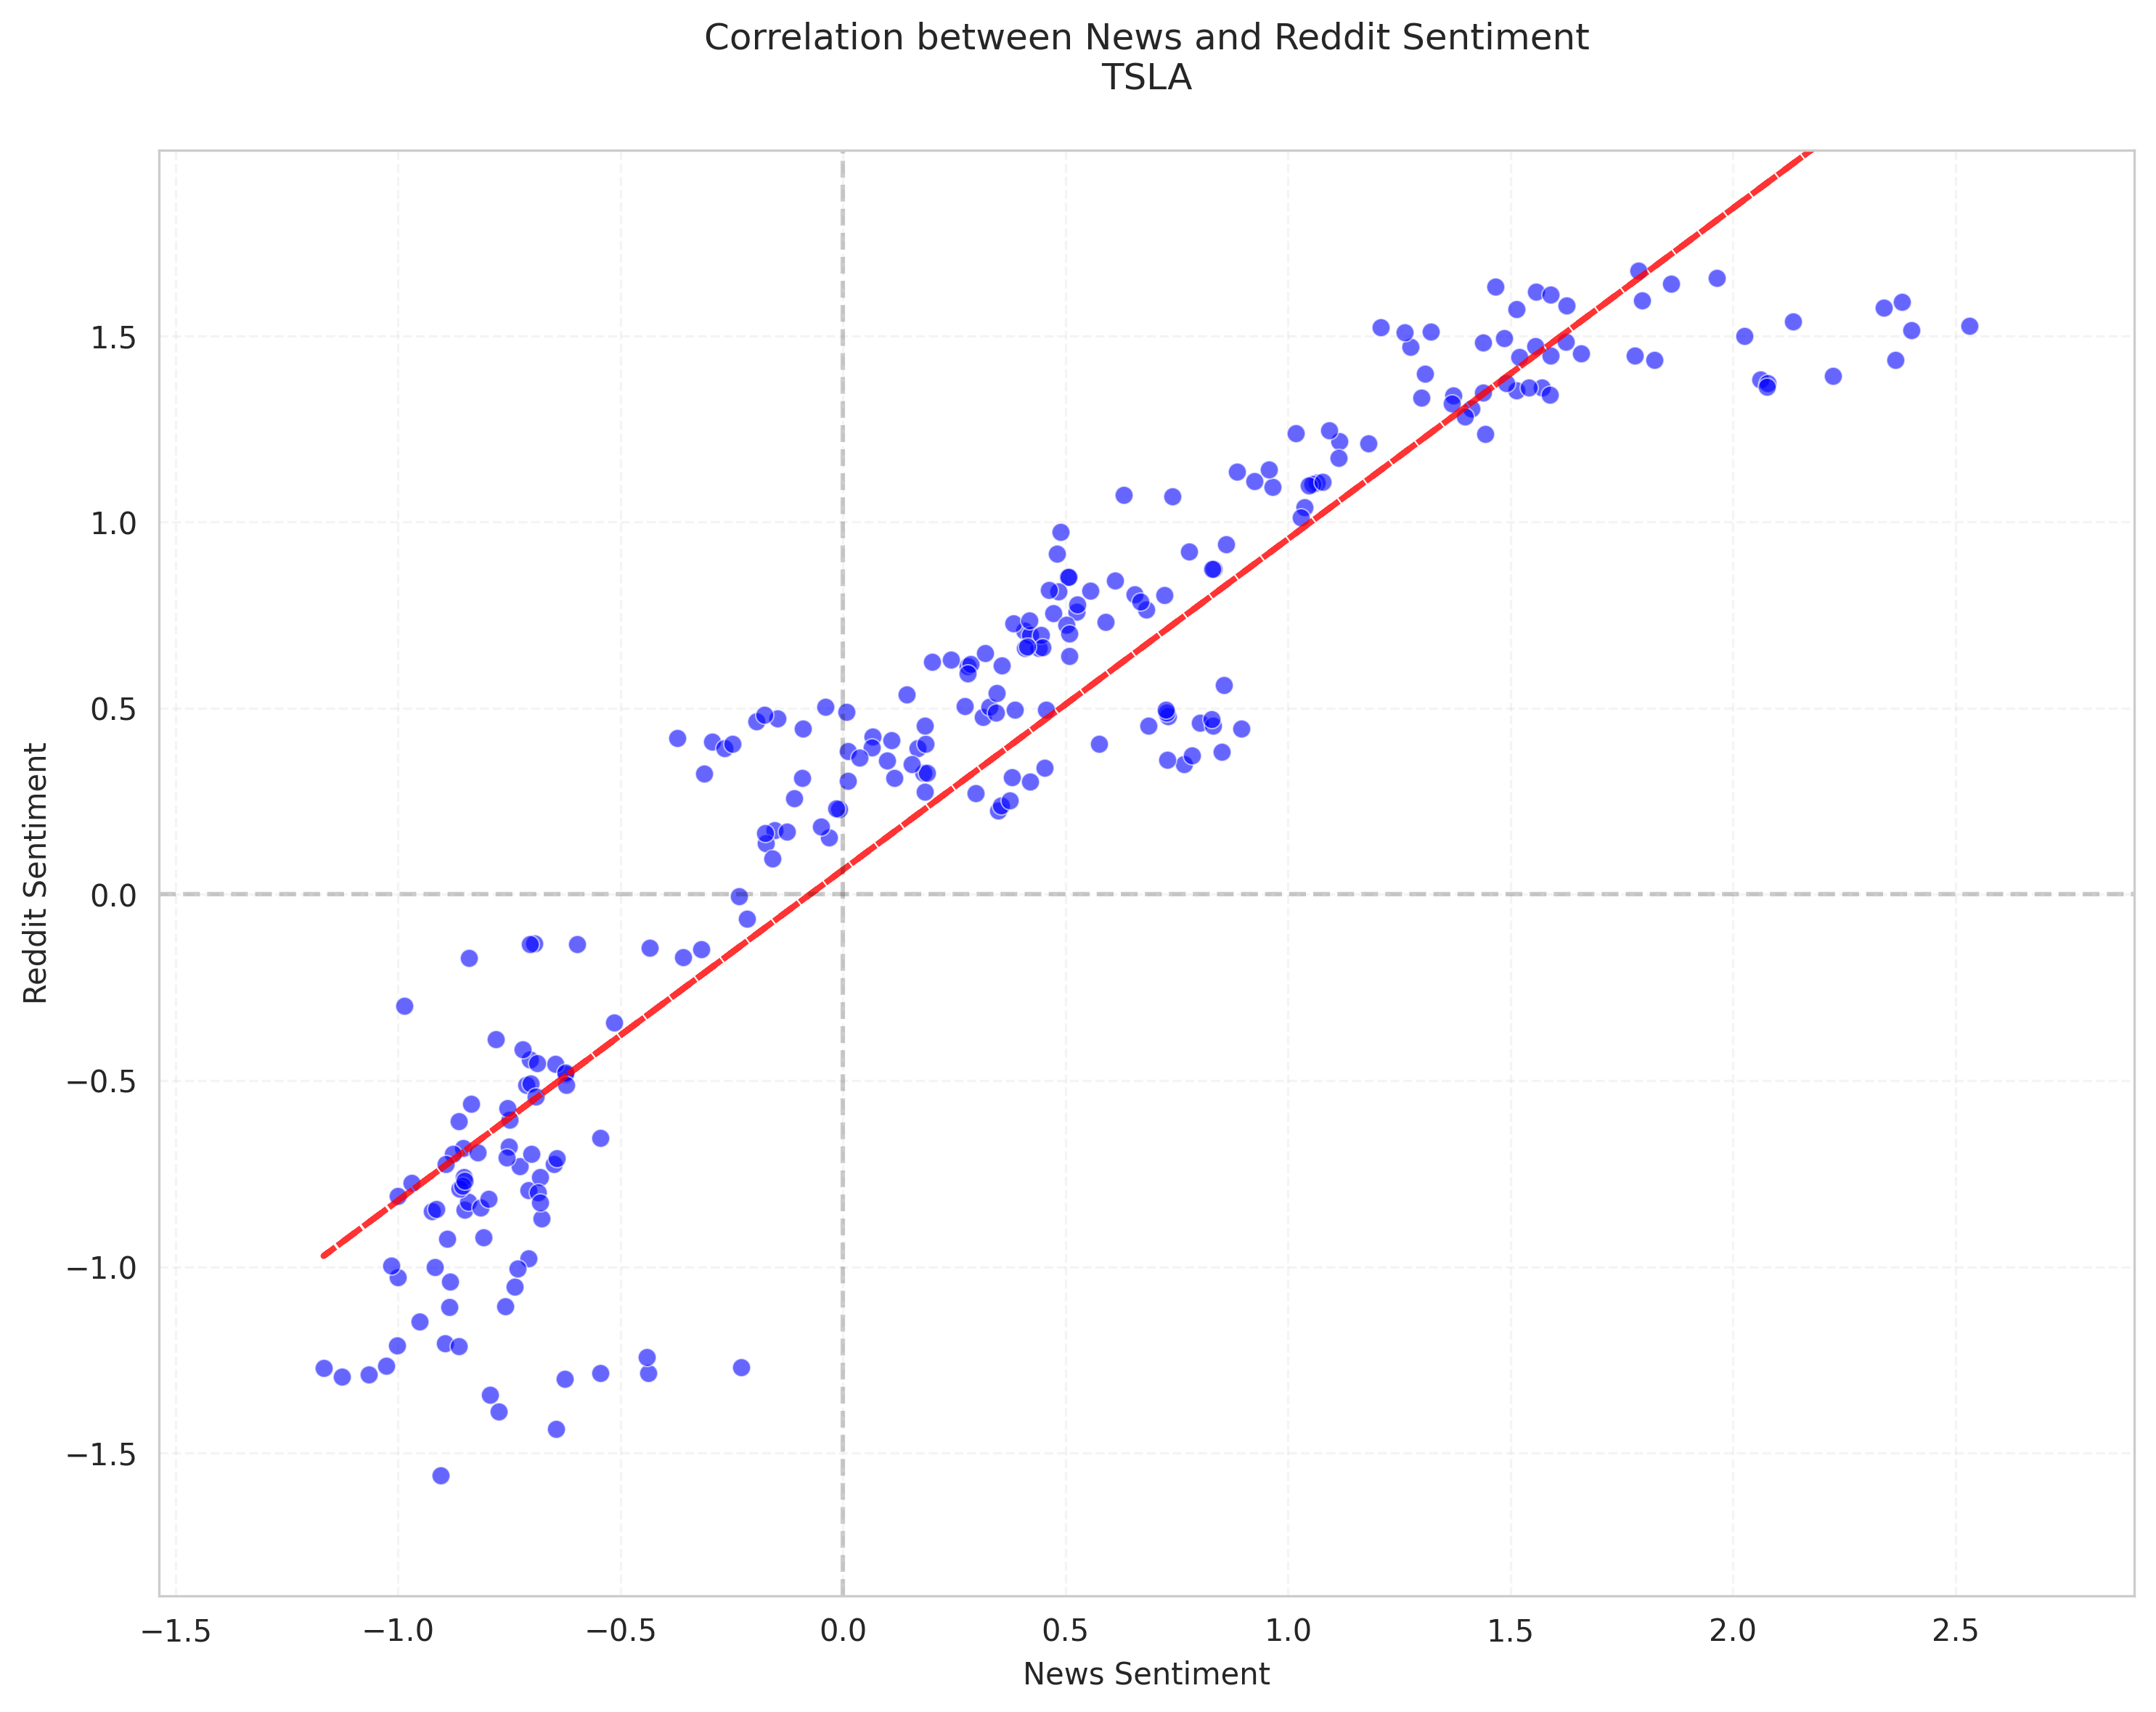 Correlation between News and Reddit Sentiment
TSLA
Reddit Sentiment
1.5
1.0
0.5
0.0
−0.5
−1.0
−1.5
−1.5 −1.0 −0.5 0.0 0.5 1.0 1.5 2.0 2.5
News Sentiment